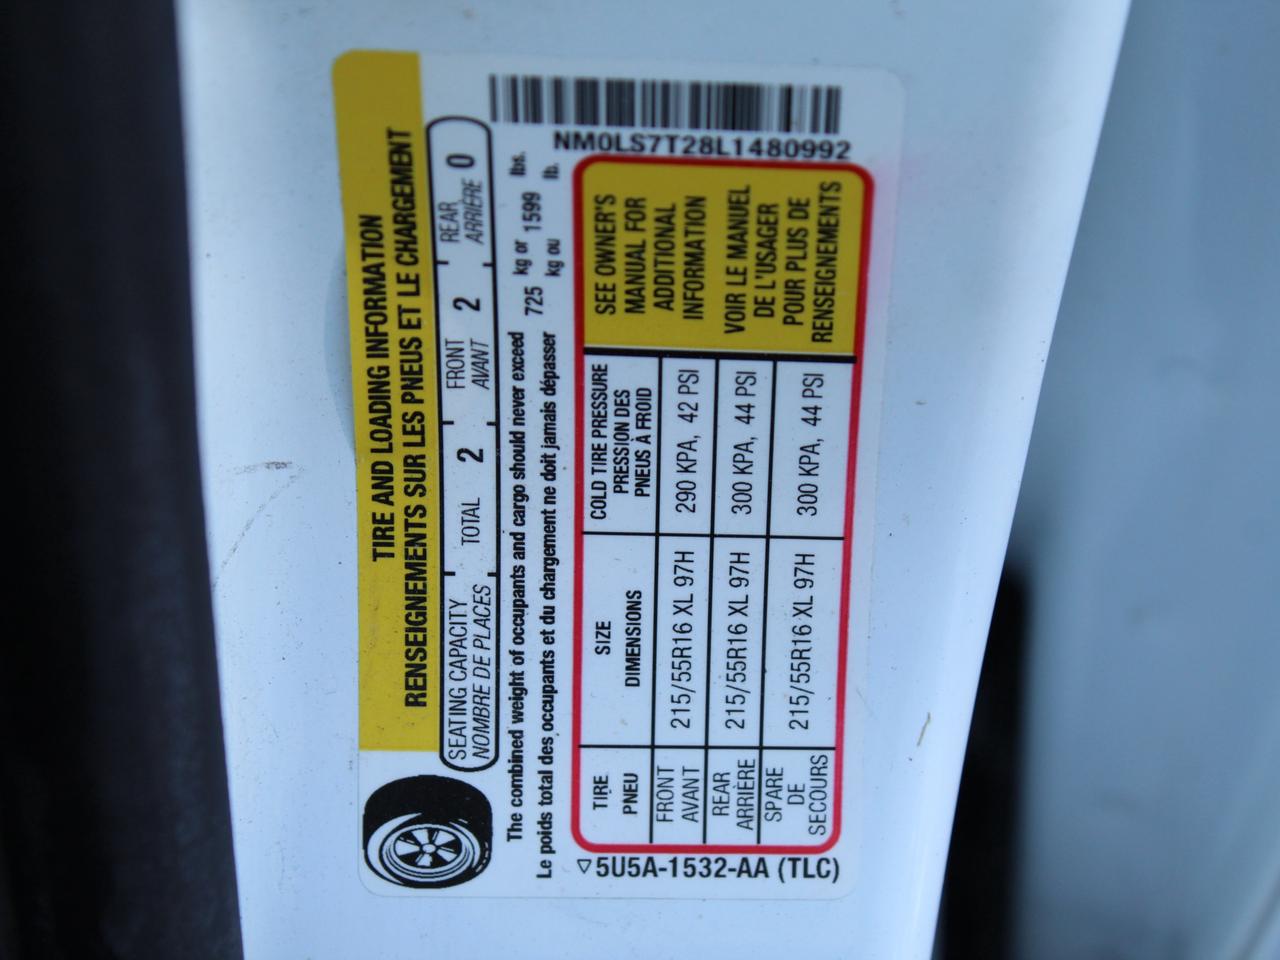 TIRE AND LOADING INFORMATION
RENSEIGNEMENTS SUR LES PNEUS ET LE CHARGEMENT
SEATING CAPACITY TOTAL 2 FRONT 2 REAR 0
NOMBRE DE PLACES AVANT ARRIÈRE
The combined weight of occupants and cargo should never exceed 725 kg or 1599 lbs.
Le poids total des occupants et du chargement ne doit jamais dépasser kg ou lb.
NM0LS7T28L1480992
TIRE SIZE COLD TIRE PRESSURE
PNEU DIMENSIONS PRESSION DES
PNEUS À FROID
FRONT 215/55R16 XL 97H 290 KPA, 42 PSI
AVANT
REAR 215/55R16 XL 97H 300 KPA, 44 PSI
ARRIÈRE
SPARE 215/55R16 XL 97H 300 KPA, 44 PSI
DE
SECOURS
SEE OWNER'S
MANUAL FOR
ADDITIONAL
INFORMATION
VOIR LE MANUEL
DE L'USAGER
POUR PLUS DE
RENSEIGNEMENTS
5U5A-1532-AA (TLC)